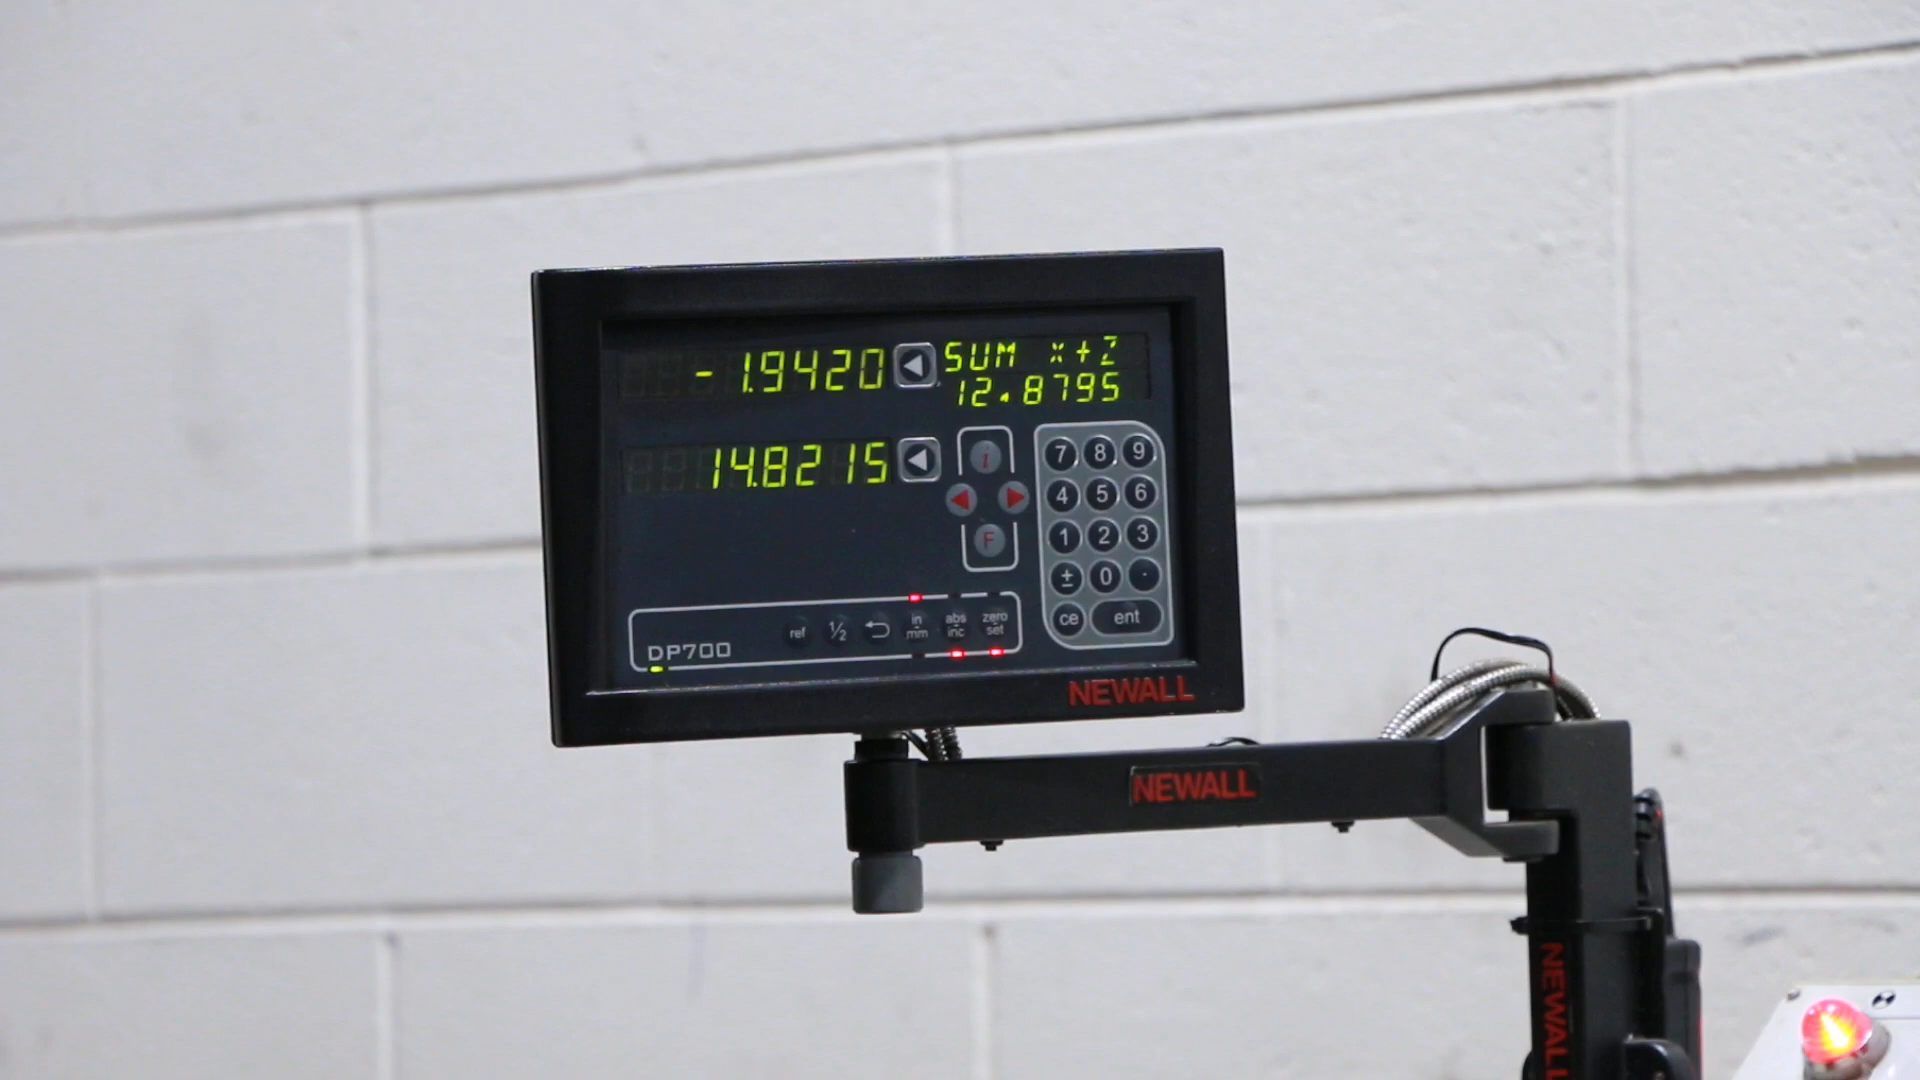 -1.9420
SUM X+Z
12.8795
14.8215
i
F
7 8 9
4 5 6
1 2 3
± 0 ·
ce ent
ref ½ in mm abs inc zero set
DP700
NEWALL
NEWALL
NEWALL